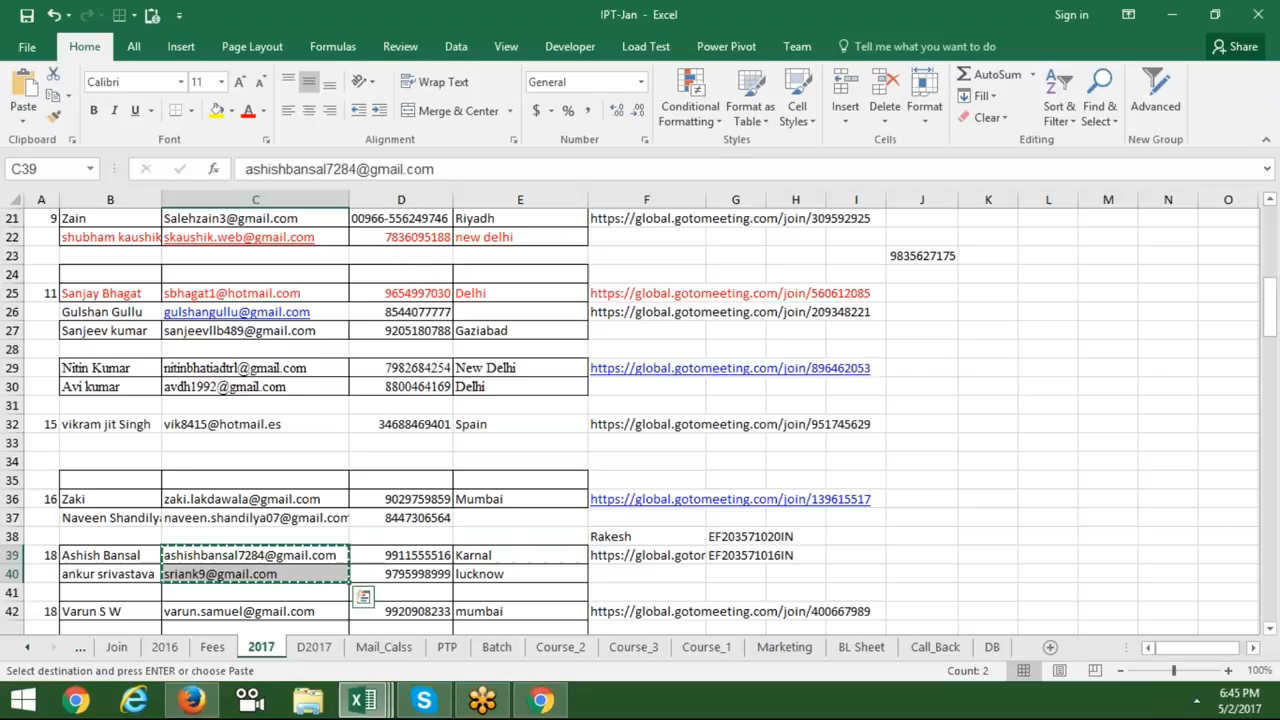 IPT-Jan - Excel
Sign in
File Home All Insert Page Layout Formulas Review Data View Developer Load Test Power Pivot Team Tell me what you want to do Share
Paste
Calibri 11
B I U
Wrap Text
Merge & Center
General
$ % ,
Conditional Formatting
Format as Table
Cell Styles
Insert Delete Format
AutoSum
Fill
Clear
Sort & Filter
Find & Select
Advanced
Clipboard Font Alignment Number Styles Cells Editing New Group
C39 fx ashishbansal7284@gmail.com
A B C D E F G H I J K L M N O
21 9 Zain Salehzain3@gmail.com 00966-556249746 Riyadh https://global.gotomeeting.com/join/309592925
22 shubham kaushik skaushik.web@gmail.com 7836095188 new delhi
23 9835627175
24
25 11 Sanjay Bhagat sbhagat1@hotmail.com 9654997030 Delhi https://global.gotomeeting.com/join/560612085
26 Gulshan Gullu gulshangullu@gmail.com 8544077777 https://global.gotomeeting.com/join/209348221
27 Sanjeev kumar sanjeevllb489@gmail.com 9205180788 Gaziabad
28
29 Nitin Kumar nitinbhatiadtrl@gmail.com 7982684254 New Delhi https://global.gotomeeting.com/join/896462053
30 Avi kumar avdh1992@gmail.com 8800464169 Delhi
31
32 15 vikram jit Singh vik8415@hotmail.es 34688469401 Spain https://global.gotomeeting.com/join/951745629
33
34
35
36 16 Zaki zaki.lakdawala@gmail.com 9029759859 Mumbai https://global.gotomeeting.com/join/139615517
37 Naveen Shandilya naveen.shandilya07@gmail.com 8447306564
38 Rakesh EF203571020IN
39 18 Ashish Bansal ashishbansal7284@gmail.com 9911555516 Karnal https://global.gotor EF203571016IN
40 ankur srivastava sriank9@gmail.com 9795998999 lucknow
41
42 18 Varun S W varun.samuel@gmail.com 9920908233 mumbai https://global.gotomeeting.com/join/400667989
... Join 2016 Fees 2017 D2017 Mail_Calss PTP Batch Course_2 Course_3 Course_1 Marketing BL Sheet Call_Back DB
Select destination and press ENTER or choose Paste Count: 2 100%
6:45 PM
5/2/2017